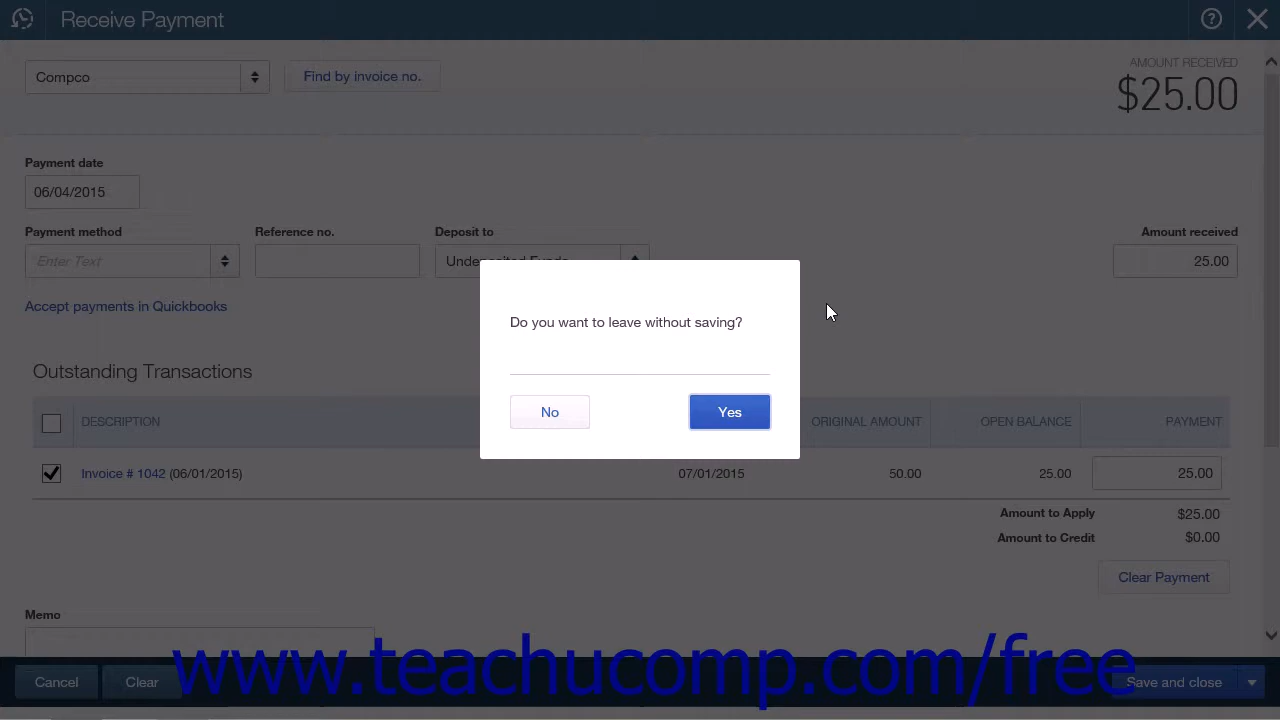 Receive Payment
?
Compco
Find by invoice no.
AMOUNT RECEIVED
$25.00
Payment date
06/04/2015
Payment method
Reference no.
Deposit to
Amount received
Enter Text
Undeposited Funds
25.00
Accept payments in Quickbooks
Do you want to leave without saving?
No
Yes
Outstanding Transactions
DESCRIPTION
ORIGINAL AMOUNT
OPEN BALANCE
PAYMENT
Invoice # 1042 (06/01/2015)
07/01/2015
50.00
25.00
25.00
Amount to Apply
$25.00
Amount to Credit
$0.00
Clear Payment
Memo
www.teachucomp.com/free
Cancel
Clear
Save and close